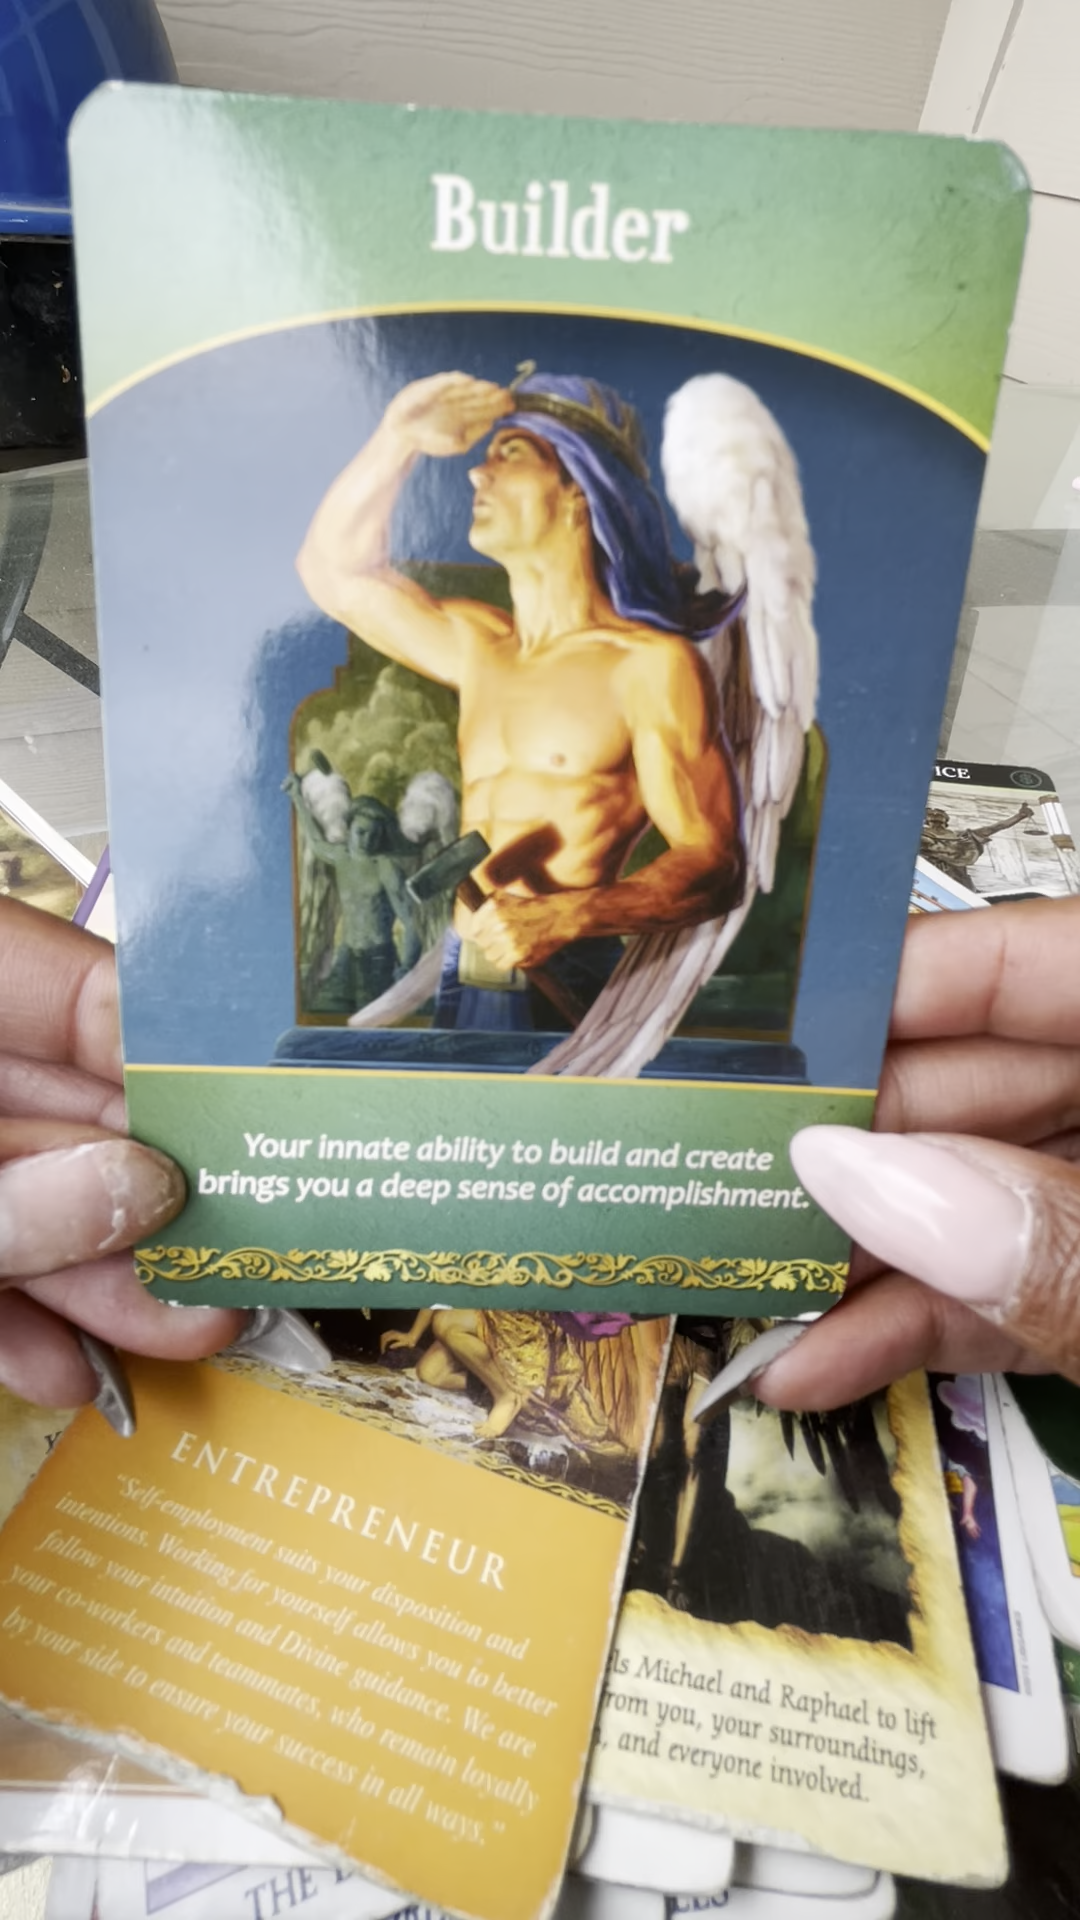 Builder
ICE
Your innate ability to build and create
brings you a deep sense of accomplishment.
ENTREPRENEUR
"Self-employment suits your disposition and
intentions. Working for yourself allows you to better
follow your intuition and Divine guidance. We are
your co-workers and teammates, who remain loyally
by your side to ensure your success in all ways."
ls Michael and Raphael to lift
from you, your surroundings,
, and everyone involved.
THE